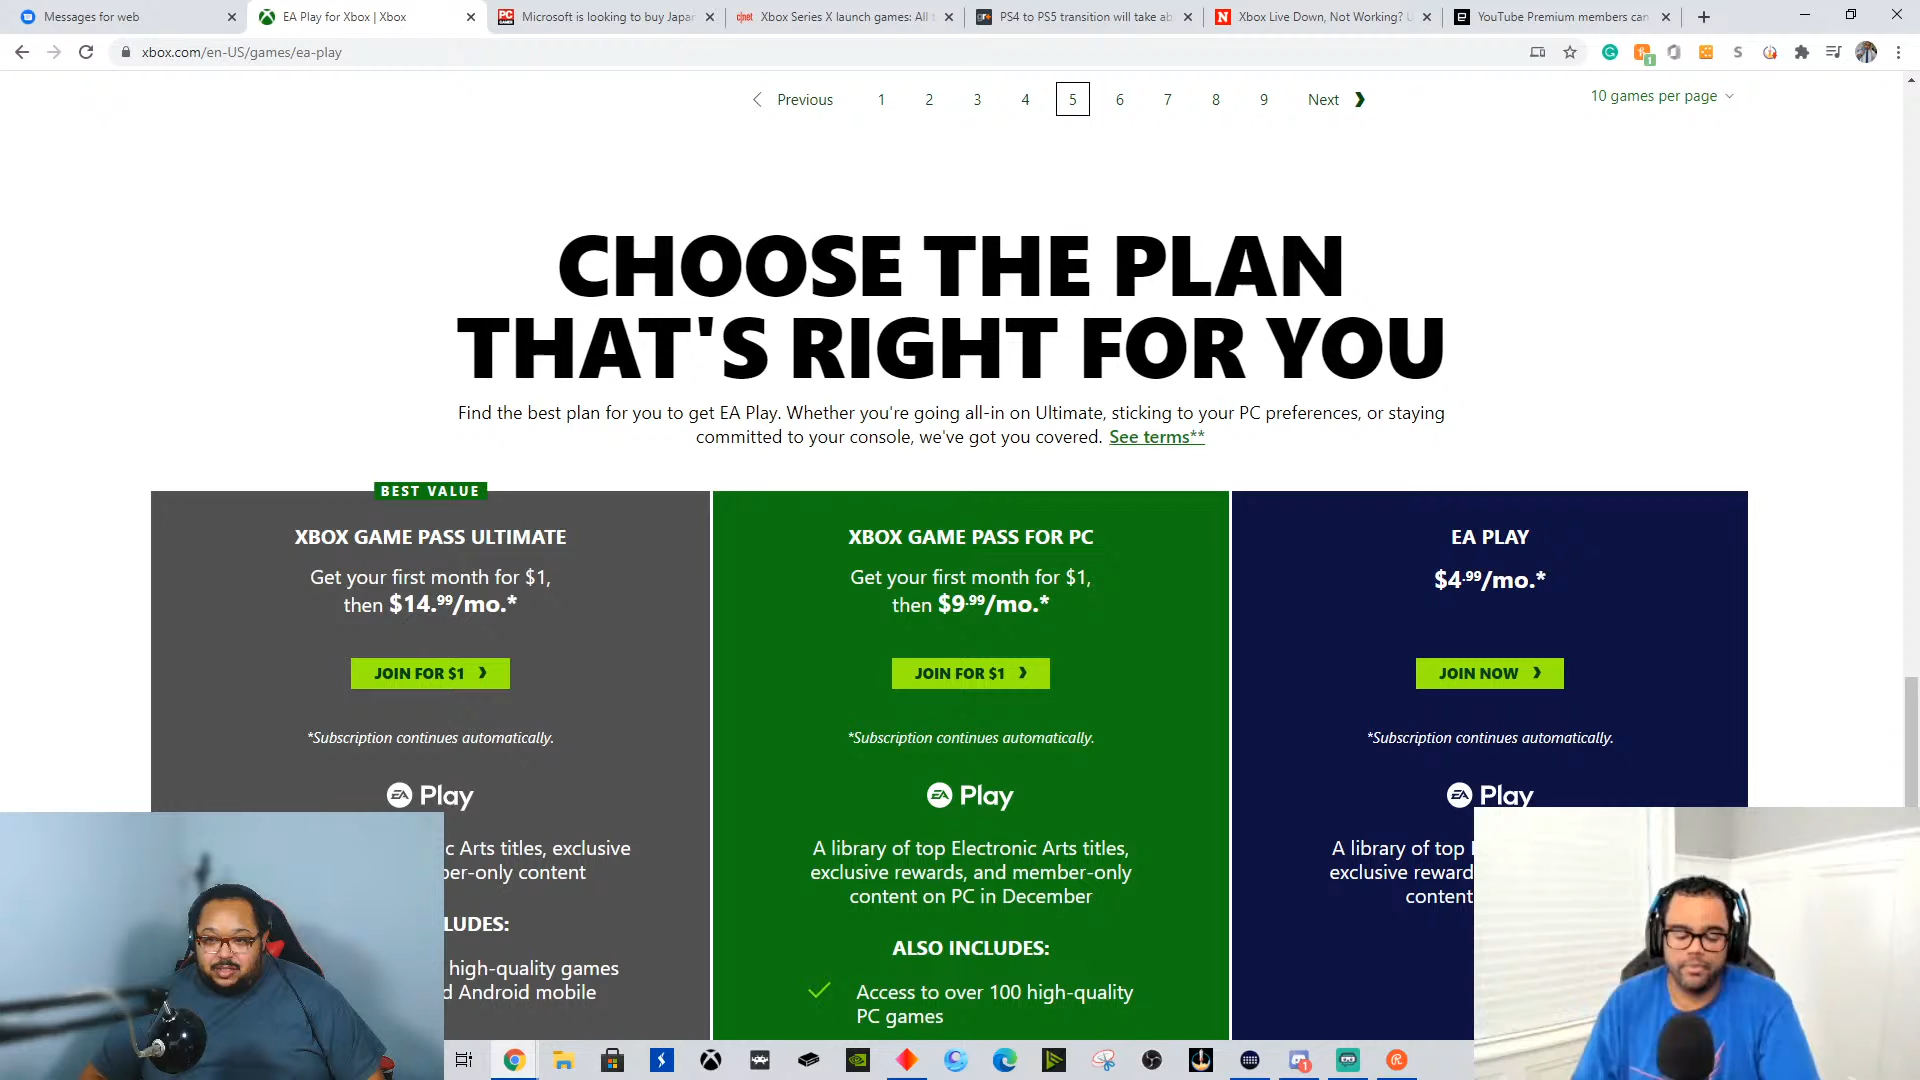 Messages for web
EA Play for Xbox | Xbox
Microsoft is looking to buy Japan
Xbox Series X launch games: All
PS4 to PS5 transition will take ab
Xbox Live Down, Not Working?
YouTube Premium members can
xbox.com/en-US/games/ea-play
Previous 1 2 3 4 5 6 7 8 9 Next
10 games per page
CHOOSE THE PLAN
THAT'S RIGHT FOR YOU
Find the best plan for you to get EA Play. Whether you're going all-in on Ultimate, sticking to your PC preferences, or staying
committed to your console, we've got you covered. See terms**
BEST VALUE
XBOX GAME PASS ULTIMATE
Get your first month for $1,
then $14.99/mo.*
JOIN FOR $1
*Subscription continues automatically.
EA Play
c Arts titles, exclusive
ber-only content
LUDES:
high-quality games
d Android mobile
XBOX GAME PASS FOR PC
Get your first month for $1,
then $9.99/mo.*
JOIN FOR $1
*Subscription continues automatically.
EA Play
A library of top Electronic Arts titles,
exclusive rewards, and member-only
content on PC in December
ALSO INCLUDES:
Access to over 100 high-quality
PC games
EA PLAY
$4.99/mo.*
JOIN NOW
*Subscription continues automatically.
EA Play
A library of top
exclusive reward
content